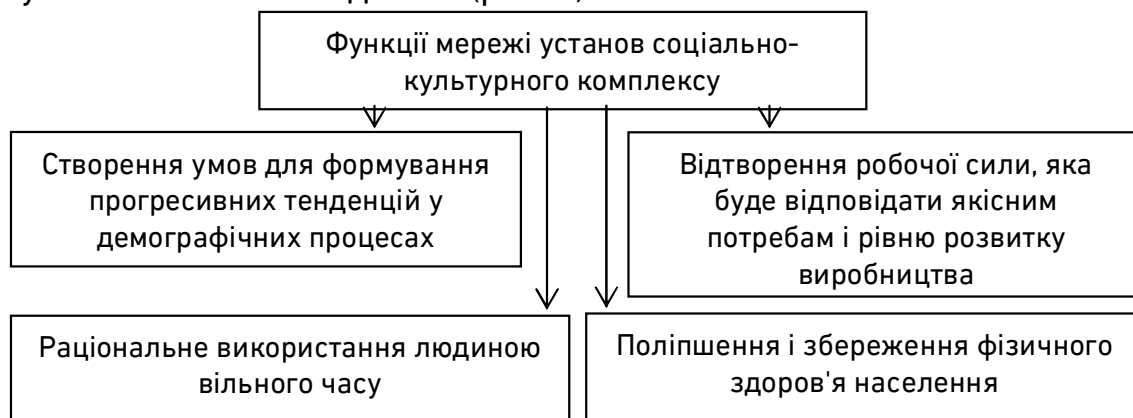 Функції мережі установ соціально-
культурного комплексу
Створення умов для формування
прогресивних тенденцій у
демографічних процесах
Відтворення робочої сили, яка
буде відповідати якісним
потребам і рівню розвитку
виробництва
Раціональне використання людиною
вільного часу
Поліпшення і збереження фізичного
здоров'я населення